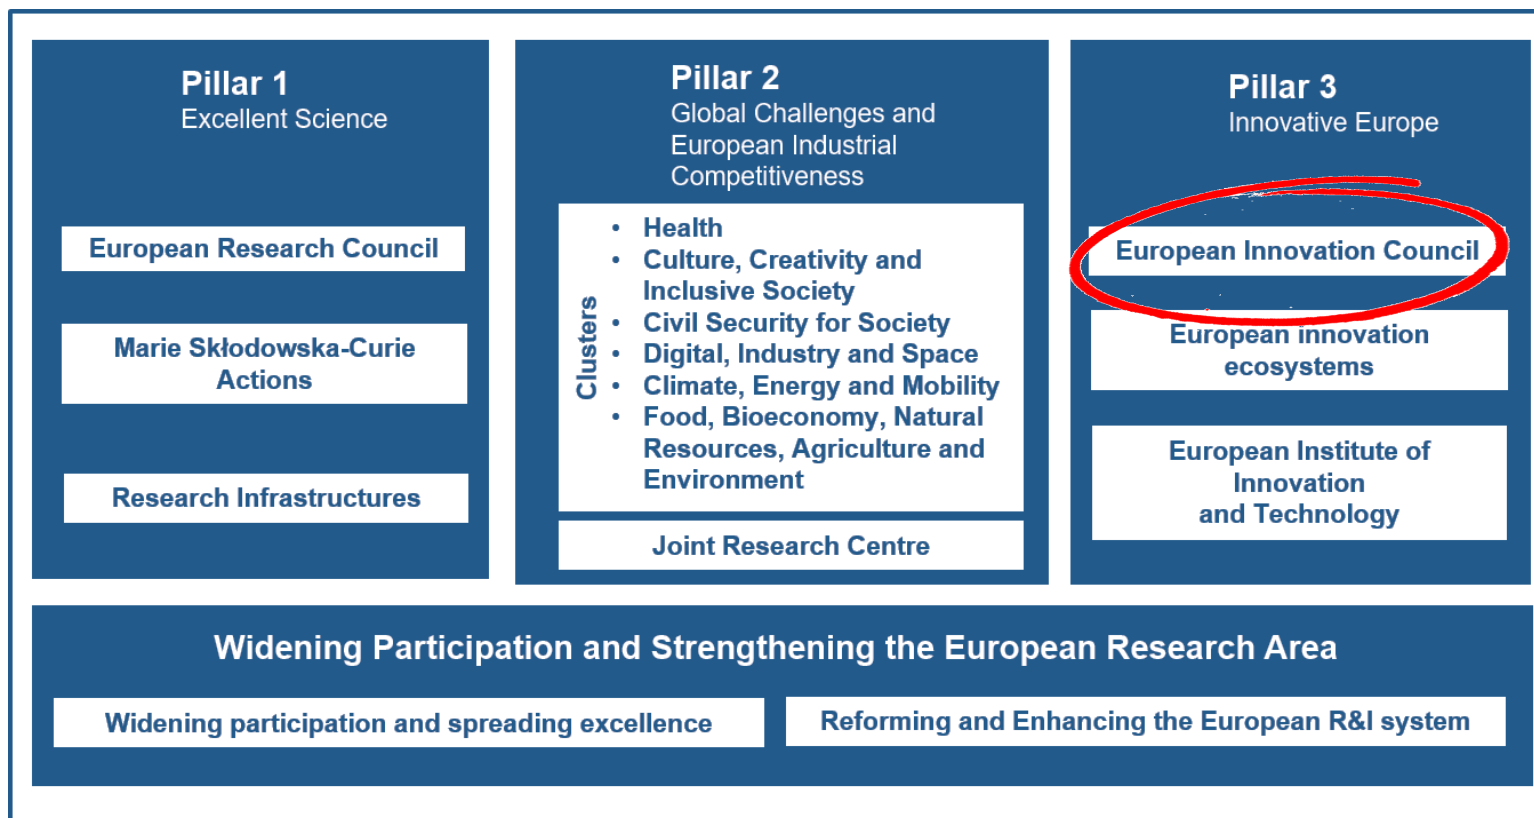 Pillar 1
Excellent Science
European Research Council
Marie Skłodowska-Curie
Actions
Research Infrastructures
Pillar 2
Global Challenges and
European Industrial
Competitiveness
Clusters
• Health
• Culture, Creativity and
Inclusive Society
• Civil Security for Society
• Digital, Industry and Space
• Climate, Energy and Mobility
• Food, Bioeconomy, Natural
Resources, Agriculture and
Environment
Joint Research Centre
Pillar 3
Innovative Europe
European Innovation Council
European innovation
ecosystems
European Institute of
Innovation
and Technology
Widening Participation and Strengthening the European Research Area
Widening participation and spreading excellence
Reforming and Enhancing the European R&I system